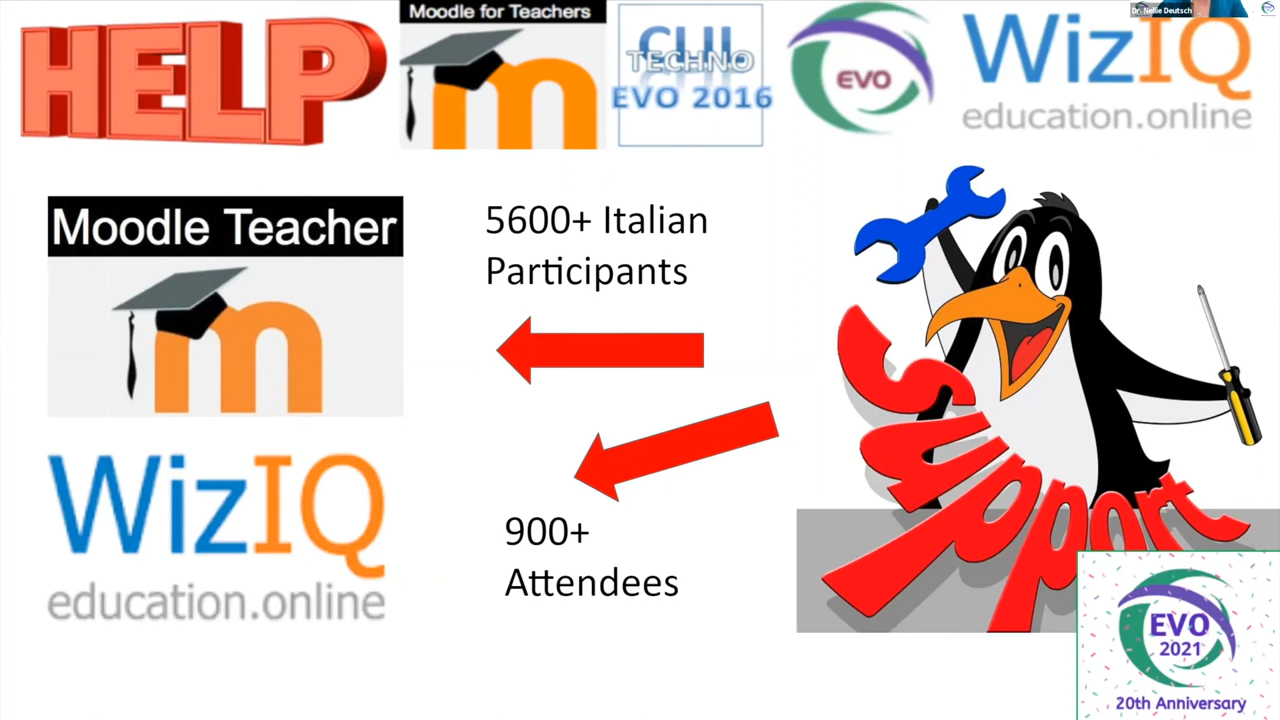 HELP
Moodle for Teachers
m
TECHNO
EVO 2016
EVO
WizIQ
education.online
Dr. Nellie Deutsch
Moodle Teacher
m
5600+ Italian
Participants
support
WizIQ
education.online
900+
Attendees
EVO
2021
20th Anniversary